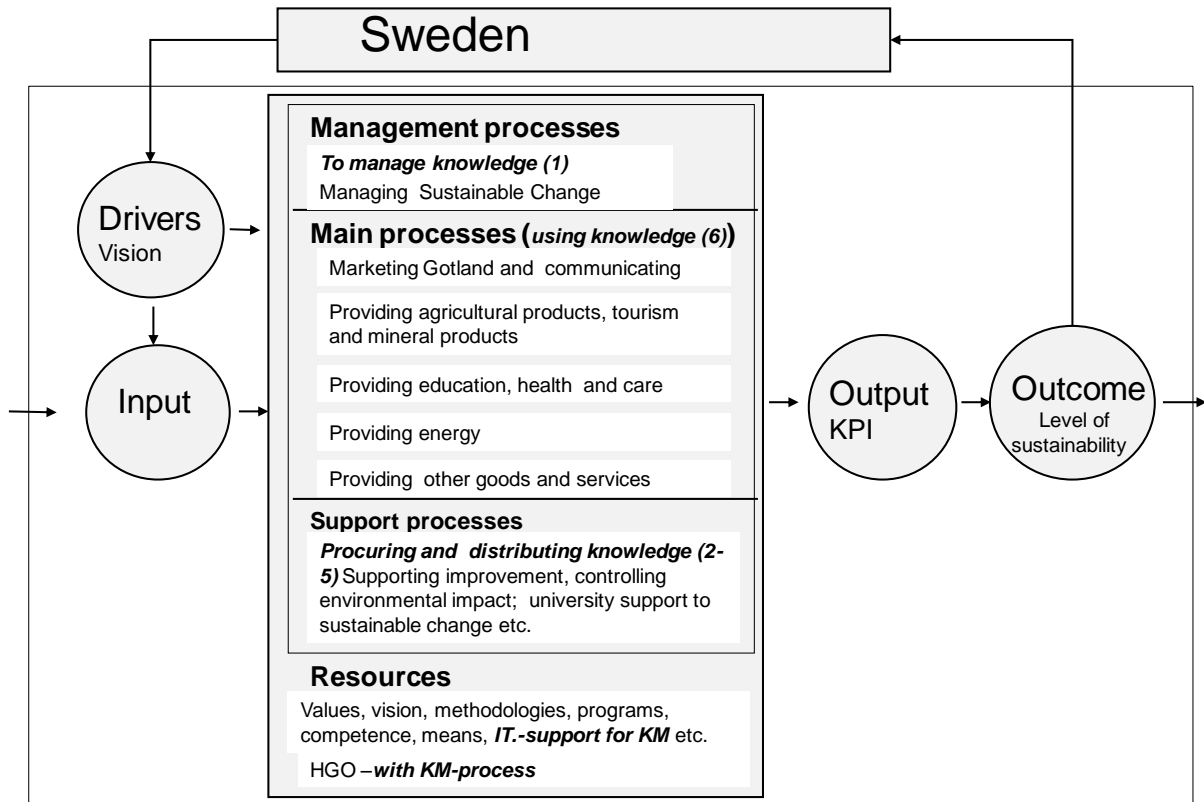 Sweden
Management processes
To manage knowledge (1)
Managing Sustainable Change
Drivers
Vision
Main processes (using knowledge (6))
Marketing Gotland and communicating
Providing agricultural products, tourism
and mineral products
Input
Providing education, health and care
Providing energy
Providing other goods and services
Output
KPI
Outcome
Level of
sustainability
Support processes
Procuring and distributing knowledge (2-
5) Supporting improvement, controlling
environmental impact; university support to
sustainable change etc.
Resources
Values, vision, methodologies, programs,
competence, means, IT.-support for KM etc.
HGO –with KM-process